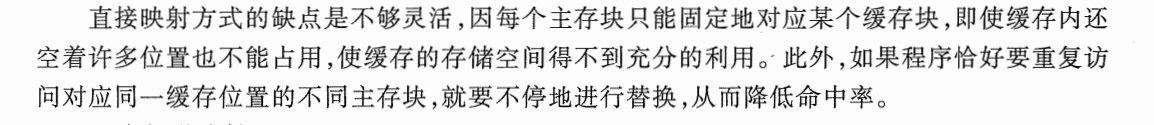 直接映射方式的缺点是不够灵活,因每个主存块只能固定地对应某个缓存块,即使缓存内还
空着许多位置也不能占用,使缓存的存储空间得不到充分的利用。此外,如果程序恰好要重复访
问对应同一缓存位置的不同主存块,就要不停地进行替换,从而降低命中率。